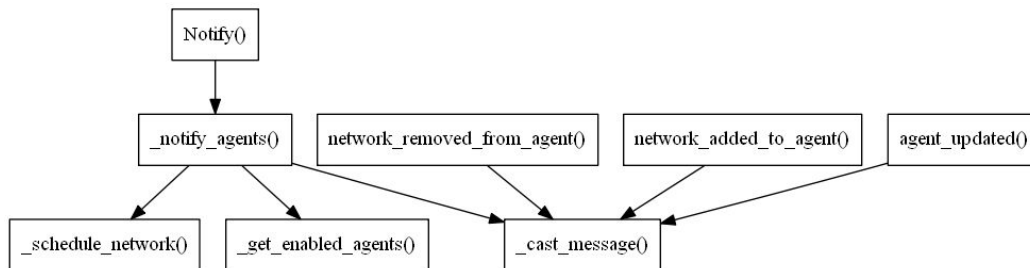 Notify()
_notify_agents()
network_removed_from_agent()
network_added_to_agent()
agent_updated()
_schedule_network()
_get_enabled_agents()
_cast_message()